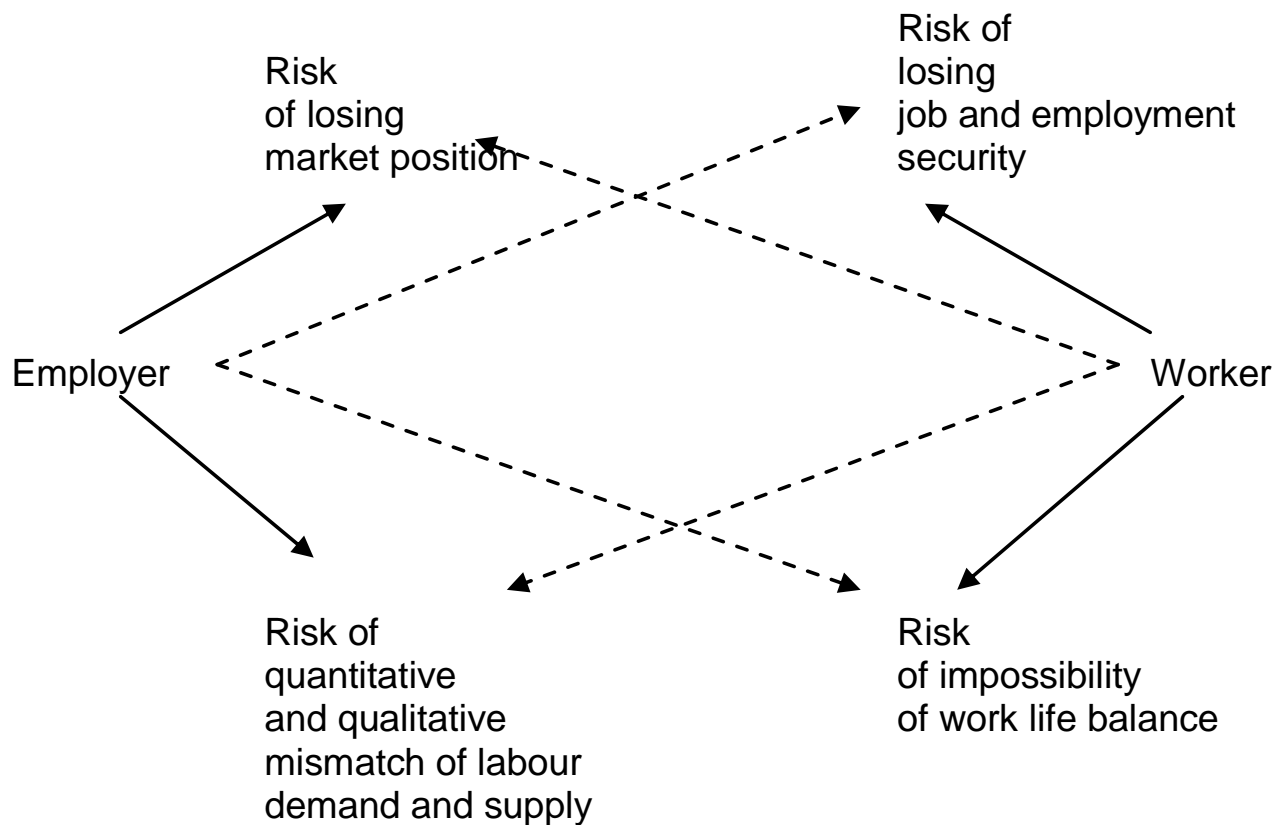 Risk
of losing
market position
Risk of
losing
job and employment
security
Employer
Worker
Risk of
quantitative
and qualitative
mismatch of labour
demand and supply
Risk
of impossibility
of work life balance